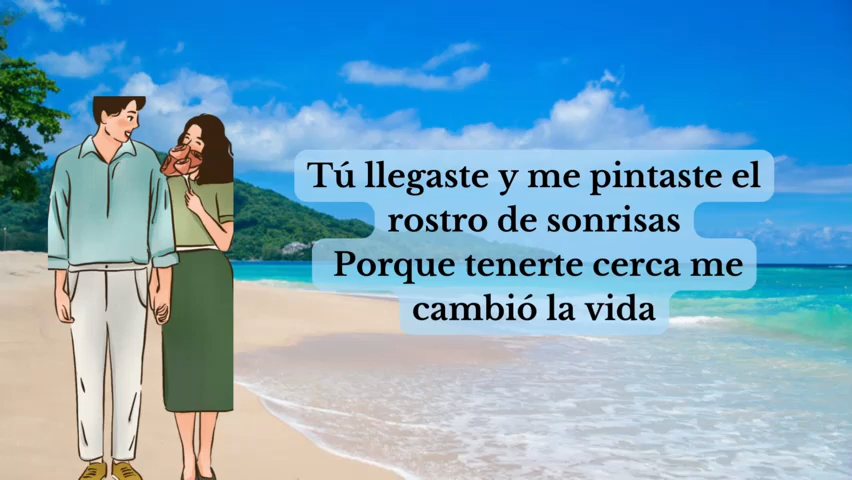 Tú llegaste y me pintaste el
rostro de sonrisas
Porque tenerte cerca me
cambió la vida